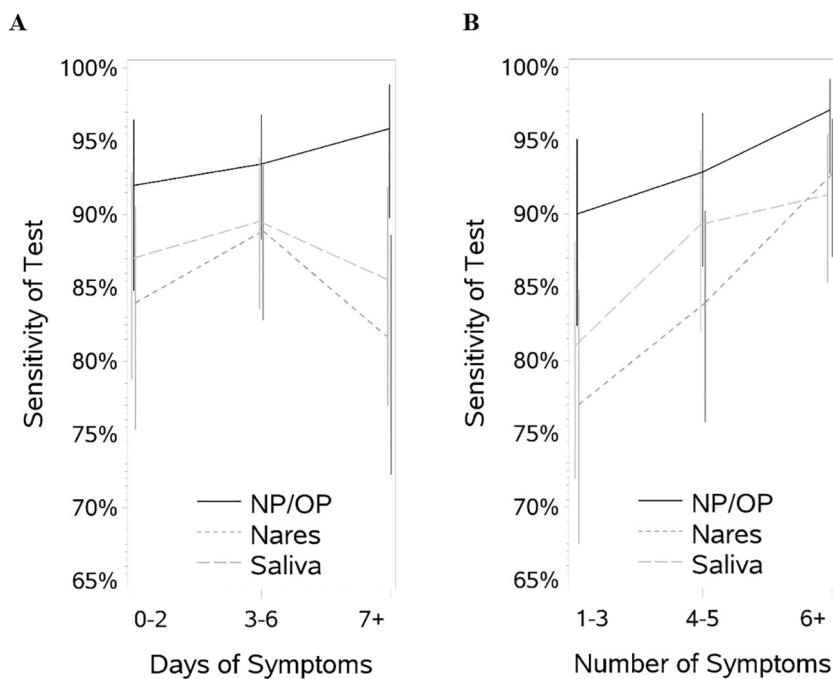 A
Sensitivity of Test
100%
95%
90%
85%
80%
75%
70%
65%
NP/OP
Nares
Saliva
0-2 3-6 7+
Days of Symptoms
B
Sensitivity of Test
100%
95%
90%
85%
80%
75%
70%
65%
NP/OP
Nares
Saliva
1-3 4-5 6+
Number of Symptoms